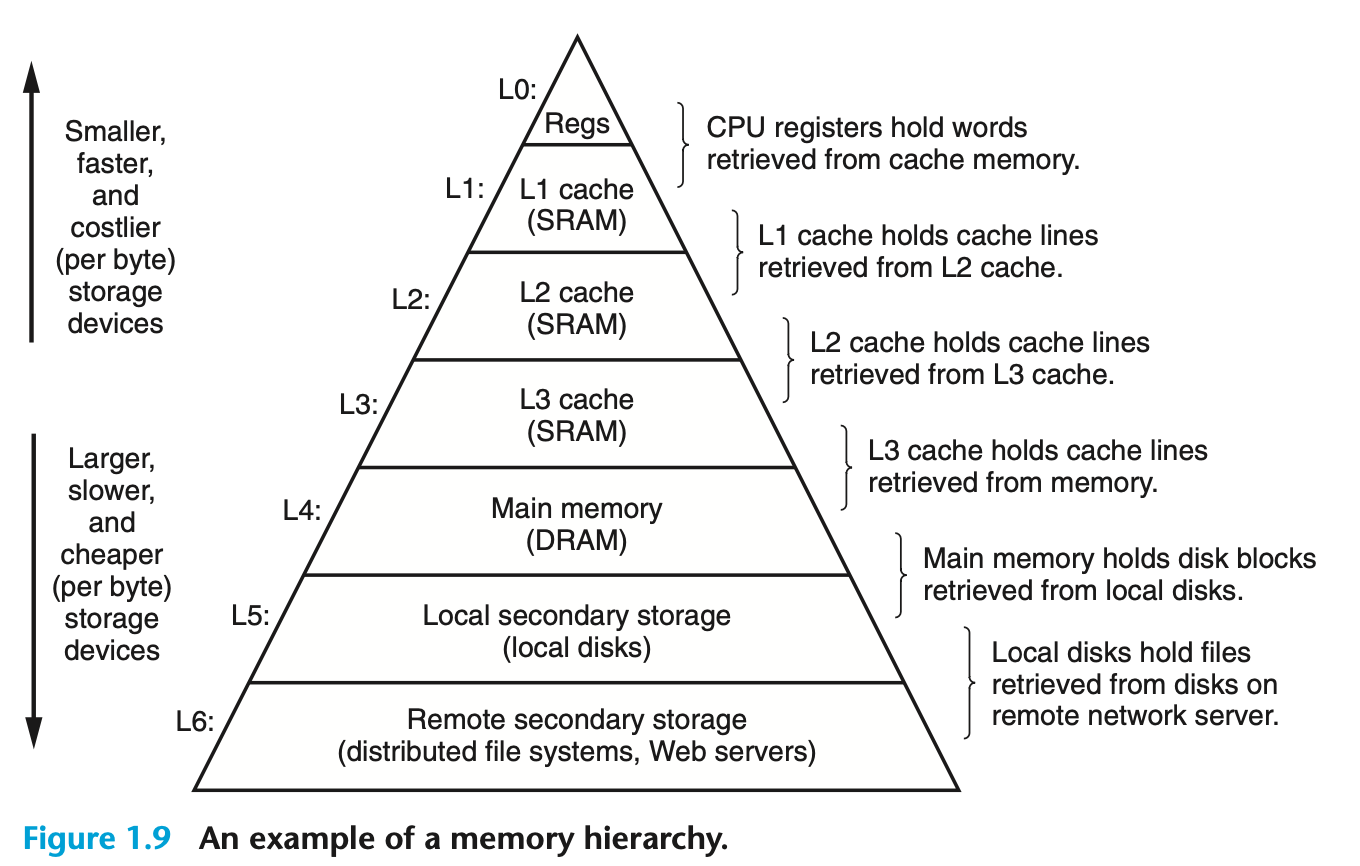 L0:
Regs
CPU registers hold words
retrieved from cache memory.
Smaller,
faster,
and
costlier
(per byte)
storage
devices
L1:
L1 cache
(SRAM)
L1 cache holds cache lines
retrieved from L2 cache.
L2:
L2 cache
(SRAM)
L2 cache holds cache lines
retrieved from L3 cache.
L3:
L3 cache
(SRAM)
L3 cache holds cache lines
retrieved from memory.
Larger,
slower,
and
cheaper
(per byte)
storage
devices
L4:
Main memory
(DRAM)
Main memory holds disk blocks
retrieved from local disks.
L5:
Local secondary storage
(local disks)
Local disks hold files
retrieved from disks on
remote network server.
L6:
Remote secondary storage
(distributed file systems, Web servers)
Figure 1.9 An example of a memory hierarchy.